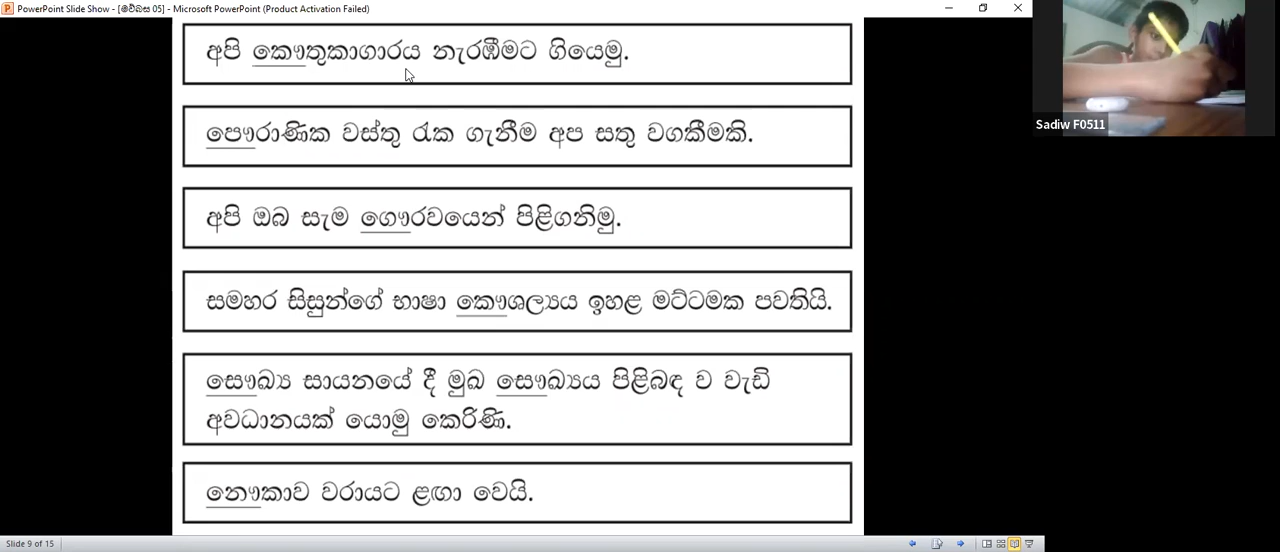 PowerPoint Slide Show - [මව්බස 05] - Microsoft PowerPoint (Product Activation Failed)
අපි කෞතුකාගාරය නැරඹීමට ගියෙමු.
පෞරාණික වස්තු රැක ගැනීම අප සතු වගකීමකි.
අපි ඔබ සැම ගෞරවයෙන් පිළිගනිමු.
සමහර සිසුන්ගේ භාෂා කෞශල්‍යය ඉහළ මට්ටමක පවතියි.
සෞඛ්‍ය සායනයේ දී මුඛ සෞඛ්‍යය පිළිබඳ ව වැඩි
අවධානයක් යොමු කෙරිණි.
නෞකාව වරායට ළඟා වෙයි.
Sadiw F0511
Slide 9 of 15